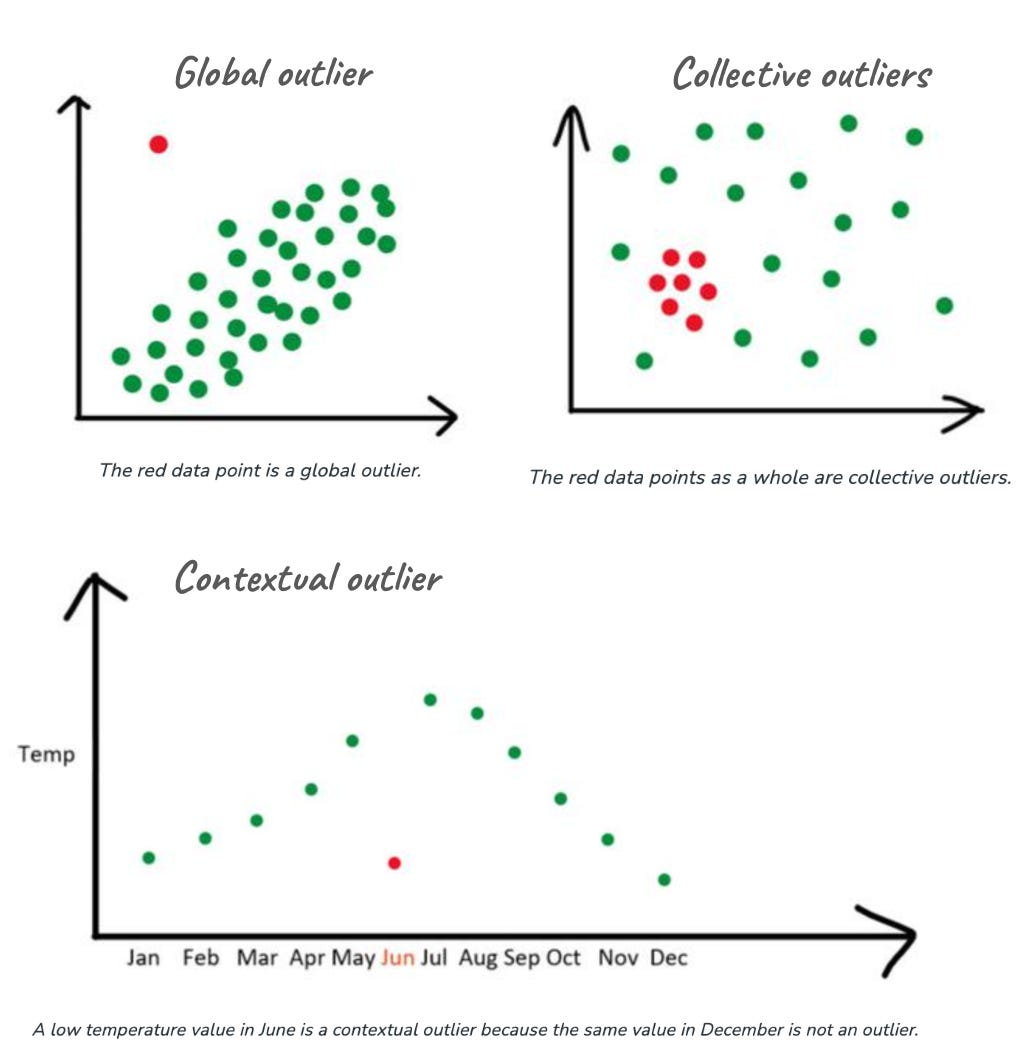 Global outlier
Collective outliers
The red data point is a global outlier.
The red data points as a whole are collective outliers.
Contextual outlier
Temp
Jan Feb Mar Apr May Jun Jul Aug Sep Oct Nov Dec
A low temperature value in June is a contextual outlier because the same value in December is not an outlier.